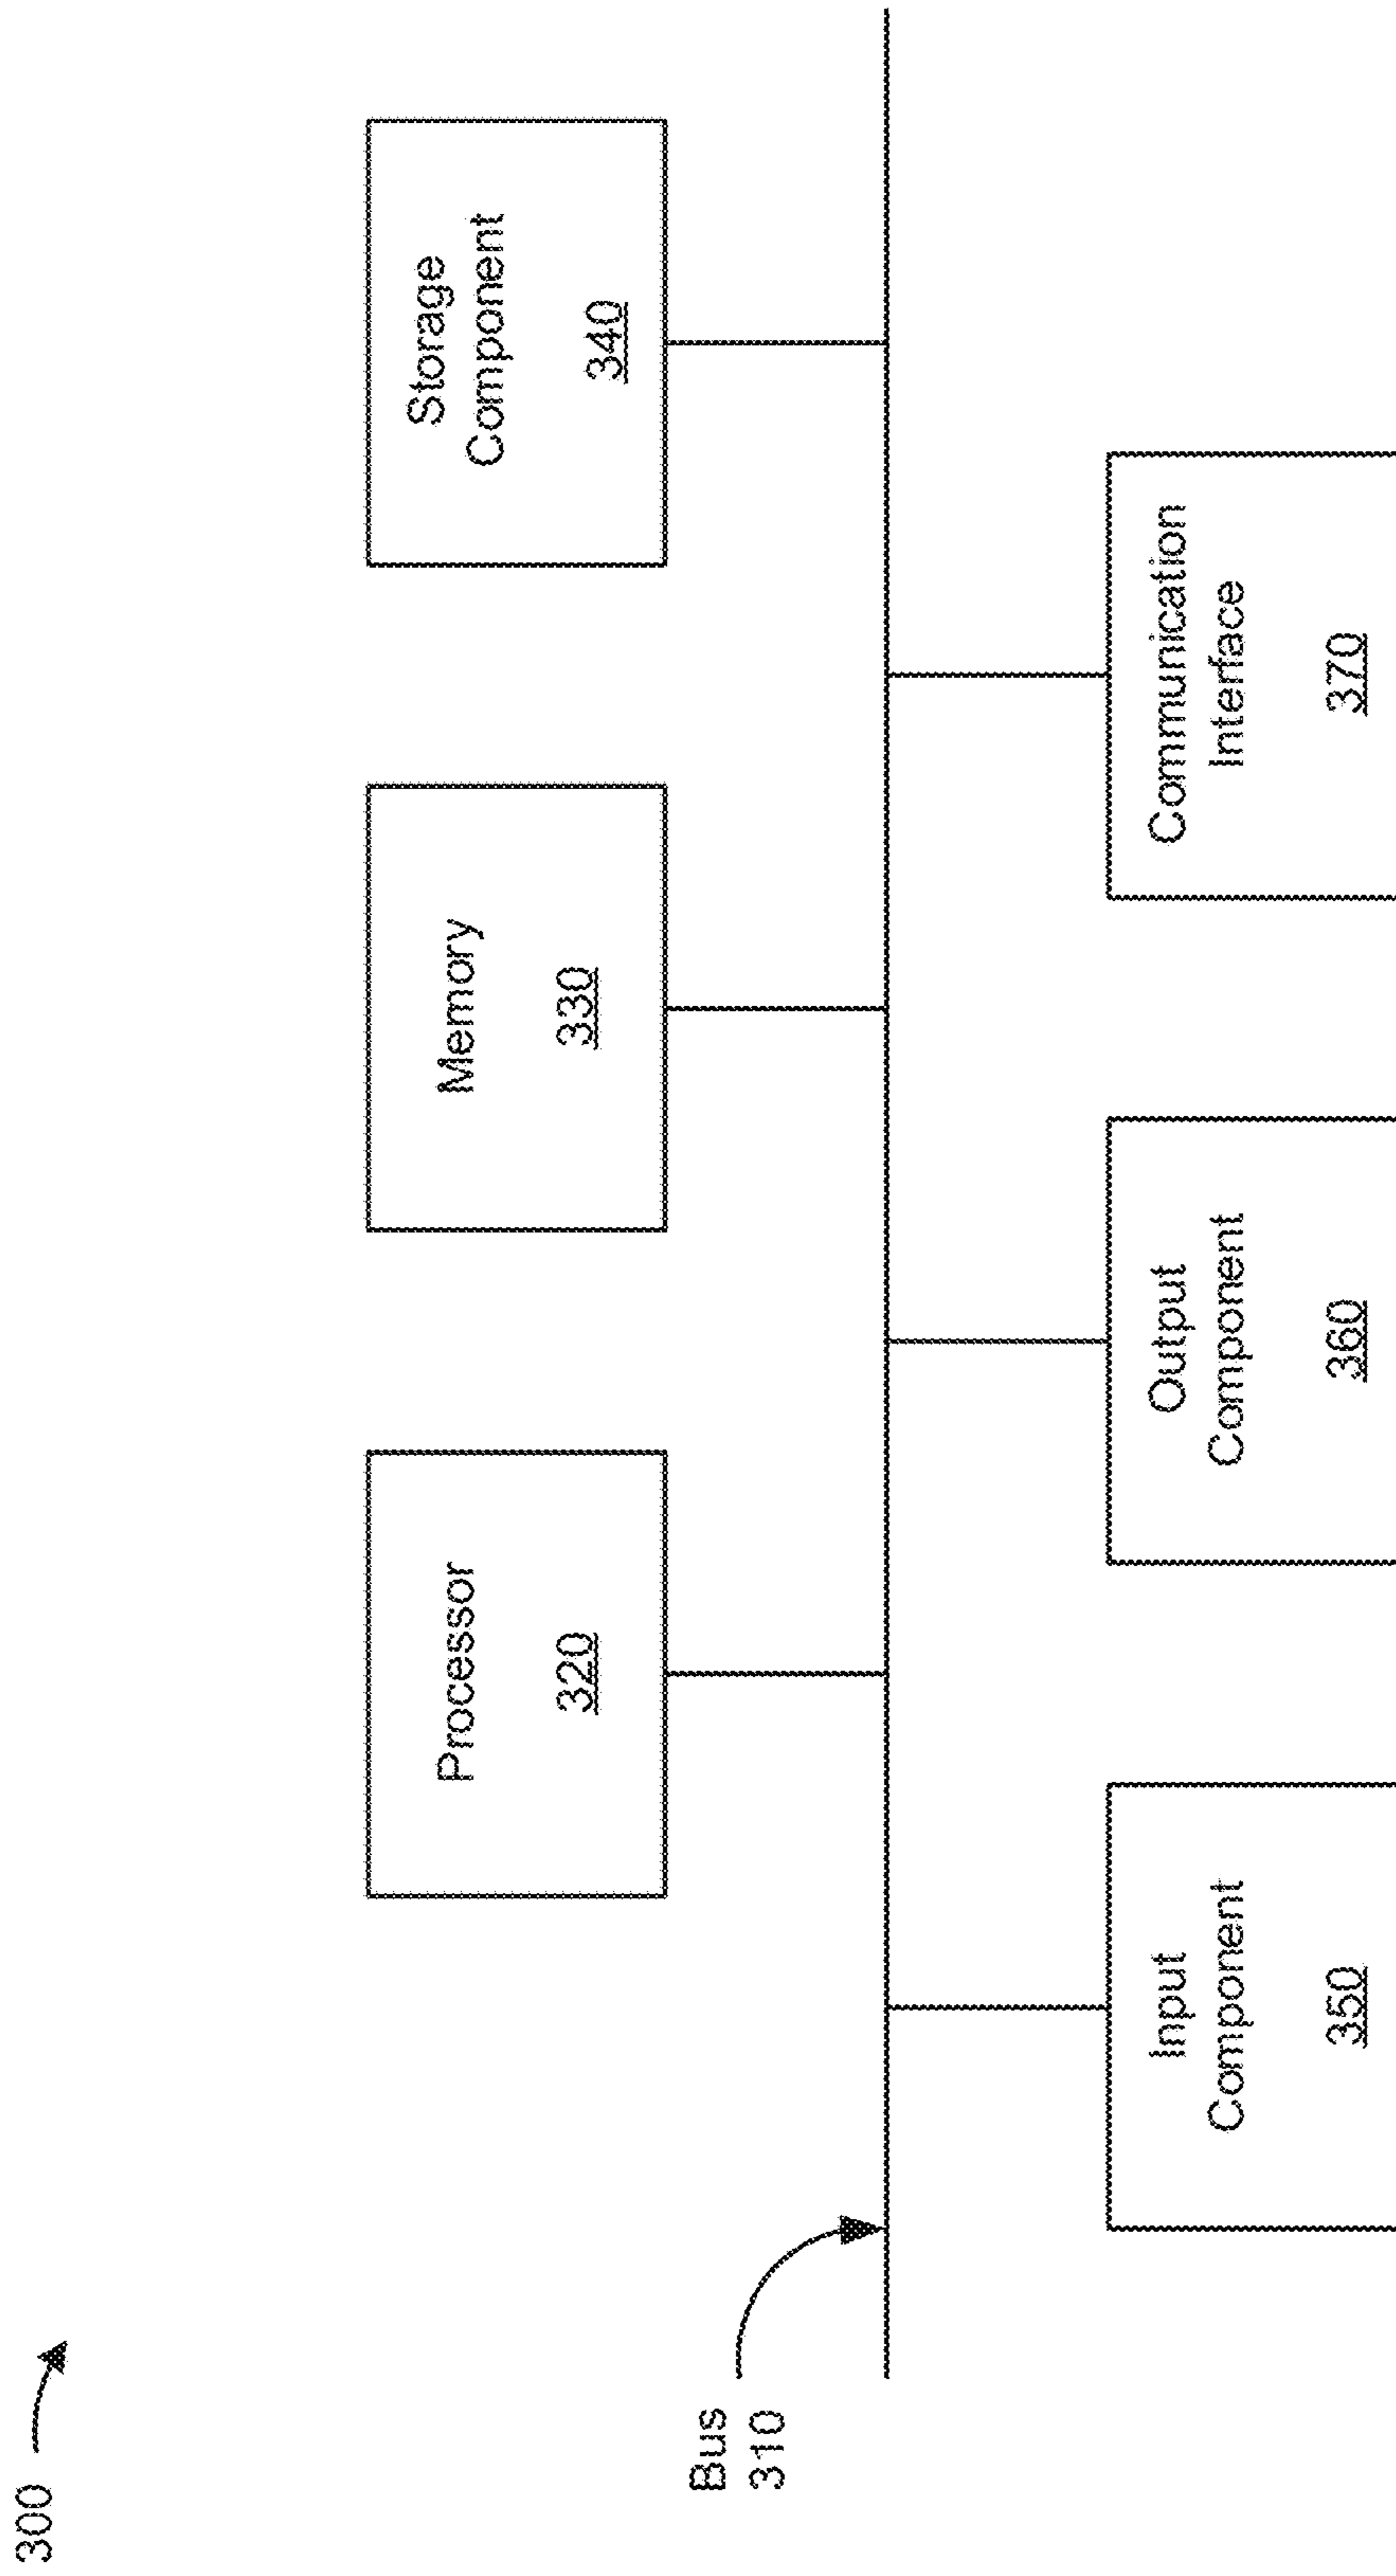 300
Processor
320
Memory
330
Storage
Component
340
Bus
310
Input
Component
350
Output
Component
360
Communication
Interface
370